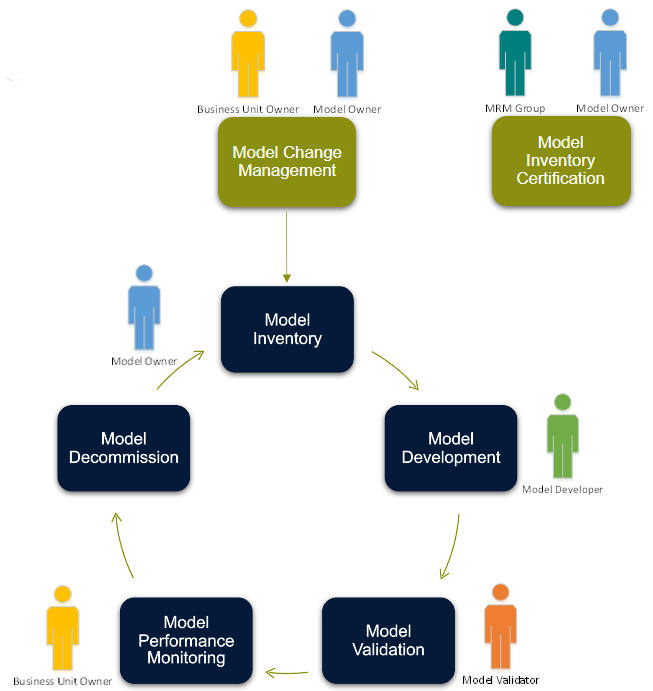 Business Unit Owner
Model Owner
MRM Group
Model Owner
Model Change
Management
Model
Inventory
Certification
Model
Inventory
Model Owner
Model
Decommission
Model
Development
Model Developer
Model
Performance
Monitoring
Business Unit Owner
Model
Validation
Model Validator